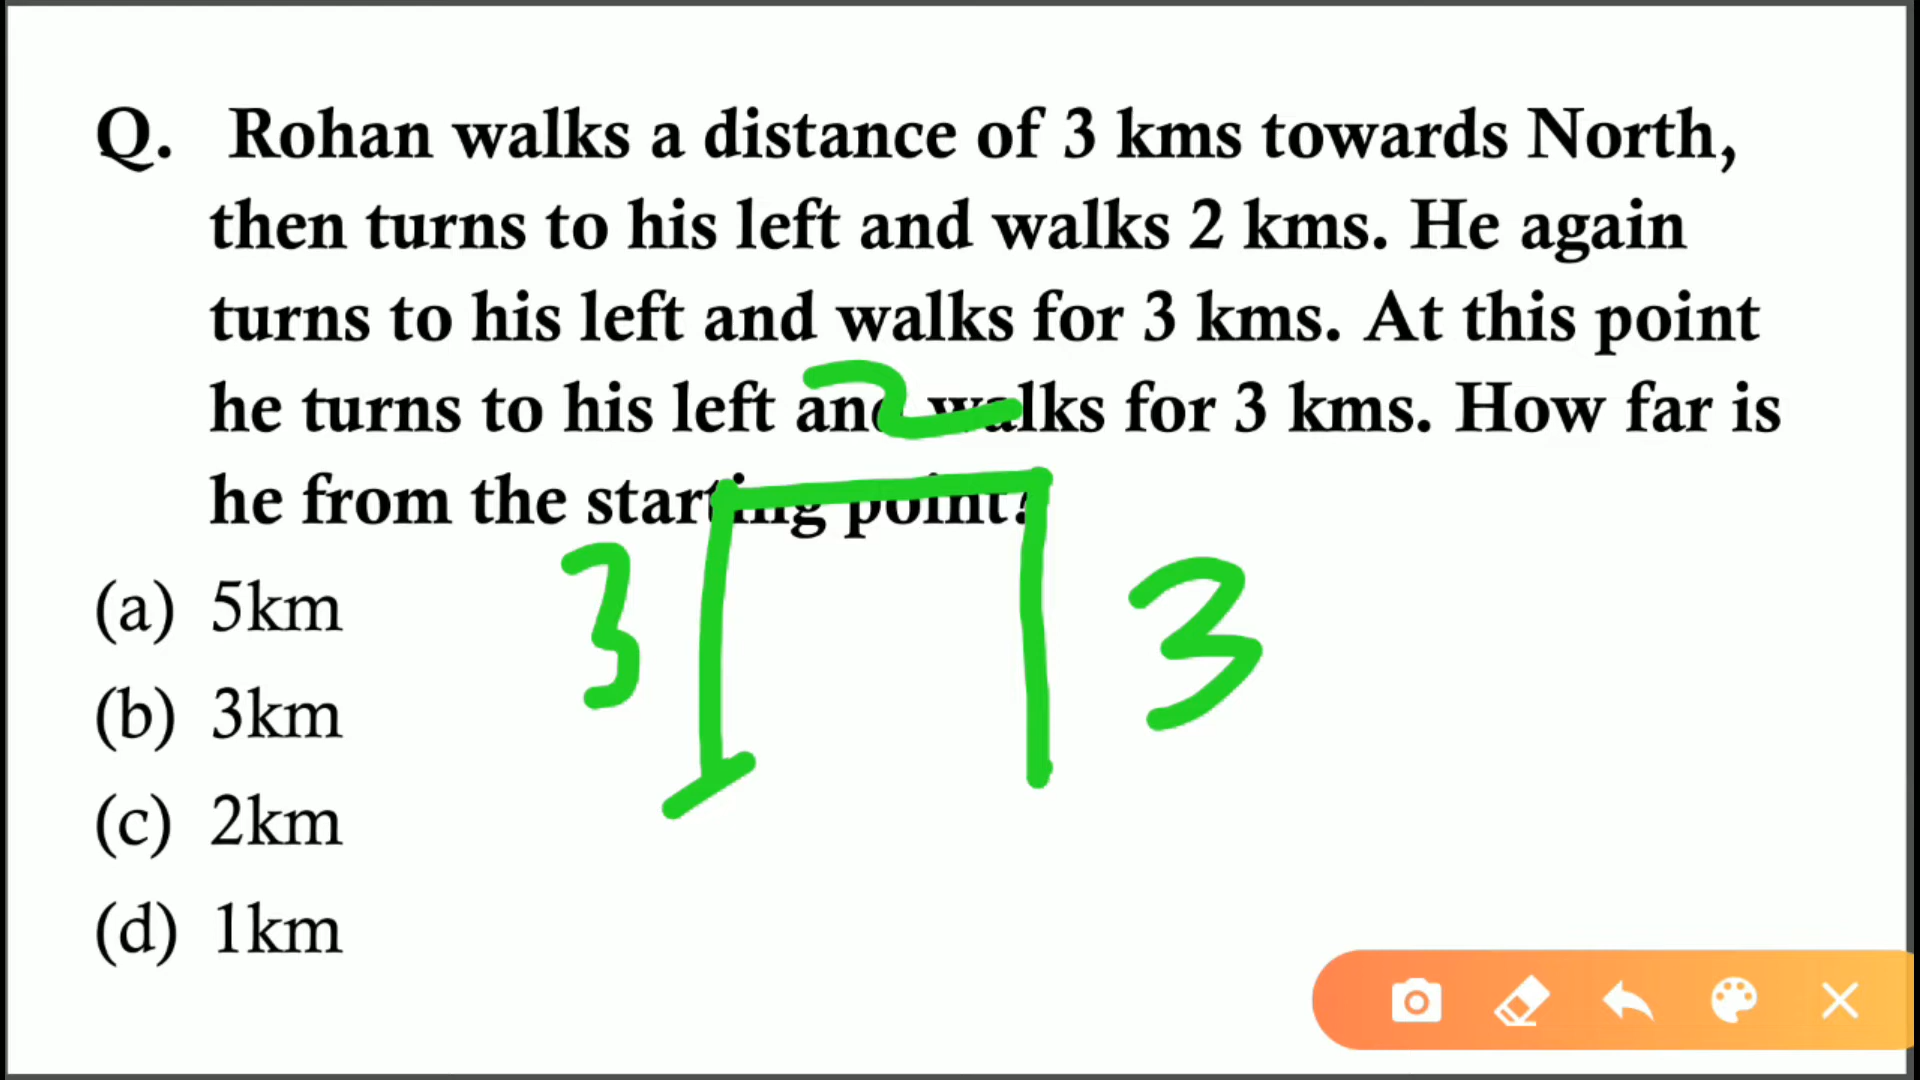 Q. Rohan walks a distance of 3 kms towards North,
then turns to his left and walks 2 kms. He again
turns to his left and walks for 3 kms. At this point
he turns to his left and walks for 3 kms. How far is
he from the starting point?
2
3
3
(a) 5km
(b) 3km
(c) 2km
(d) 1km